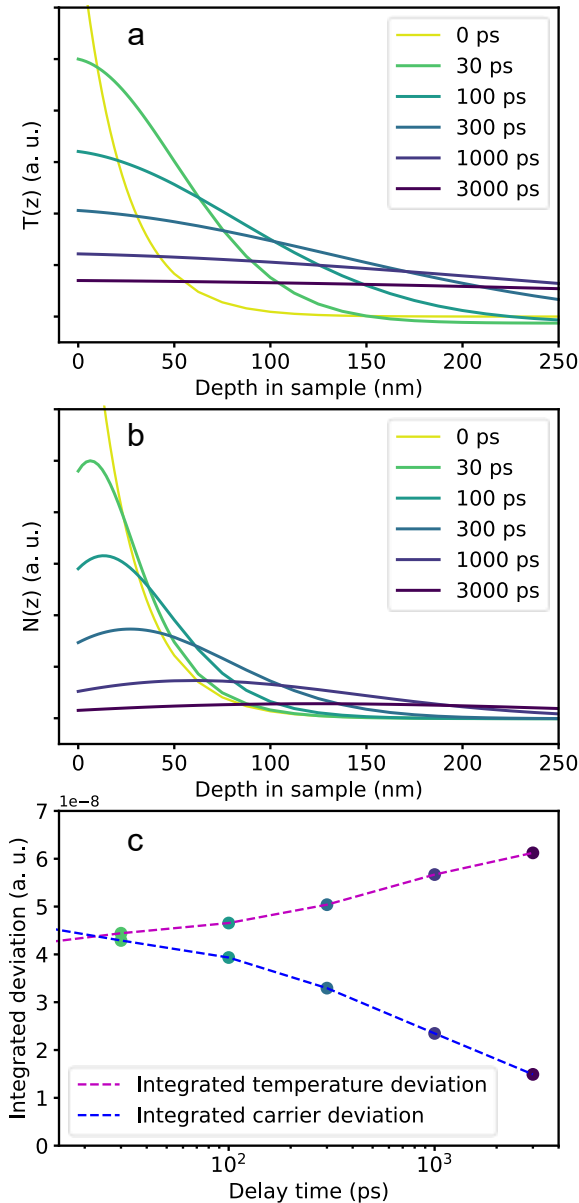 a
0 ps
30 ps
100 ps
300 ps
1000 ps
3000 ps
T(z) (a. u.)
0 50 100 150 200 250
Depth in sample (nm)
b
0 ps
30 ps
100 ps
300 ps
1000 ps
3000 ps
N(z) (a. u.)
0 50 100 150 200 250
Depth in sample (nm)
1e-8
c
7
6
5
4
3
2
1
0
Integrated deviation (a. u.)
Integrated temperature deviation
Integrated carrier deviation
10² 10³
Delay time (ps)